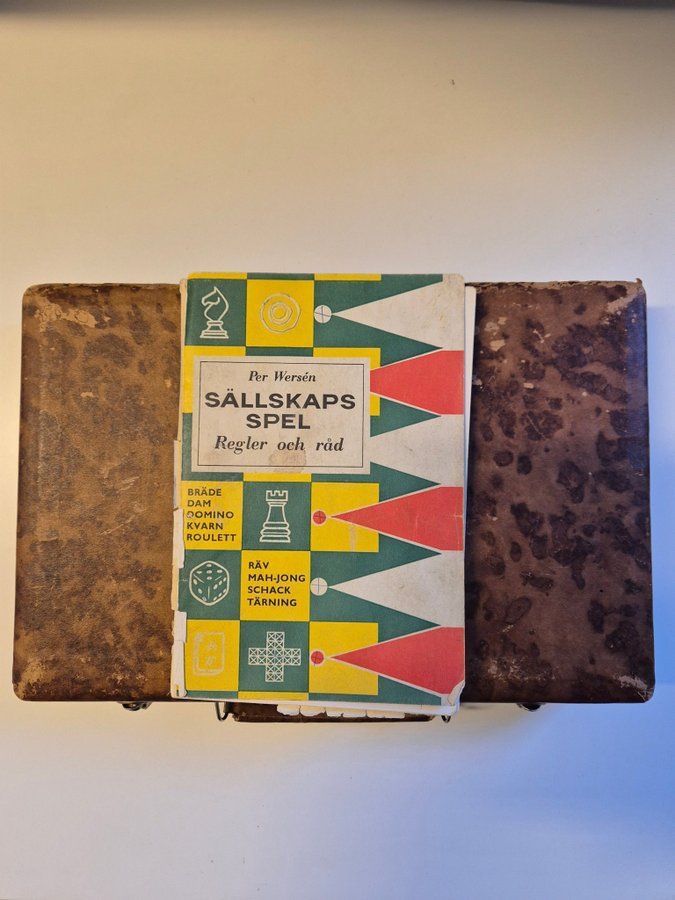 Per Wersén
SÄLLSKAPS
SPEL
Regler och råd
BRÄDE
DAM
DOMINO
KVARN
ROULETT
RÄV
MAH-JONG
SCHACK
TÄRNING